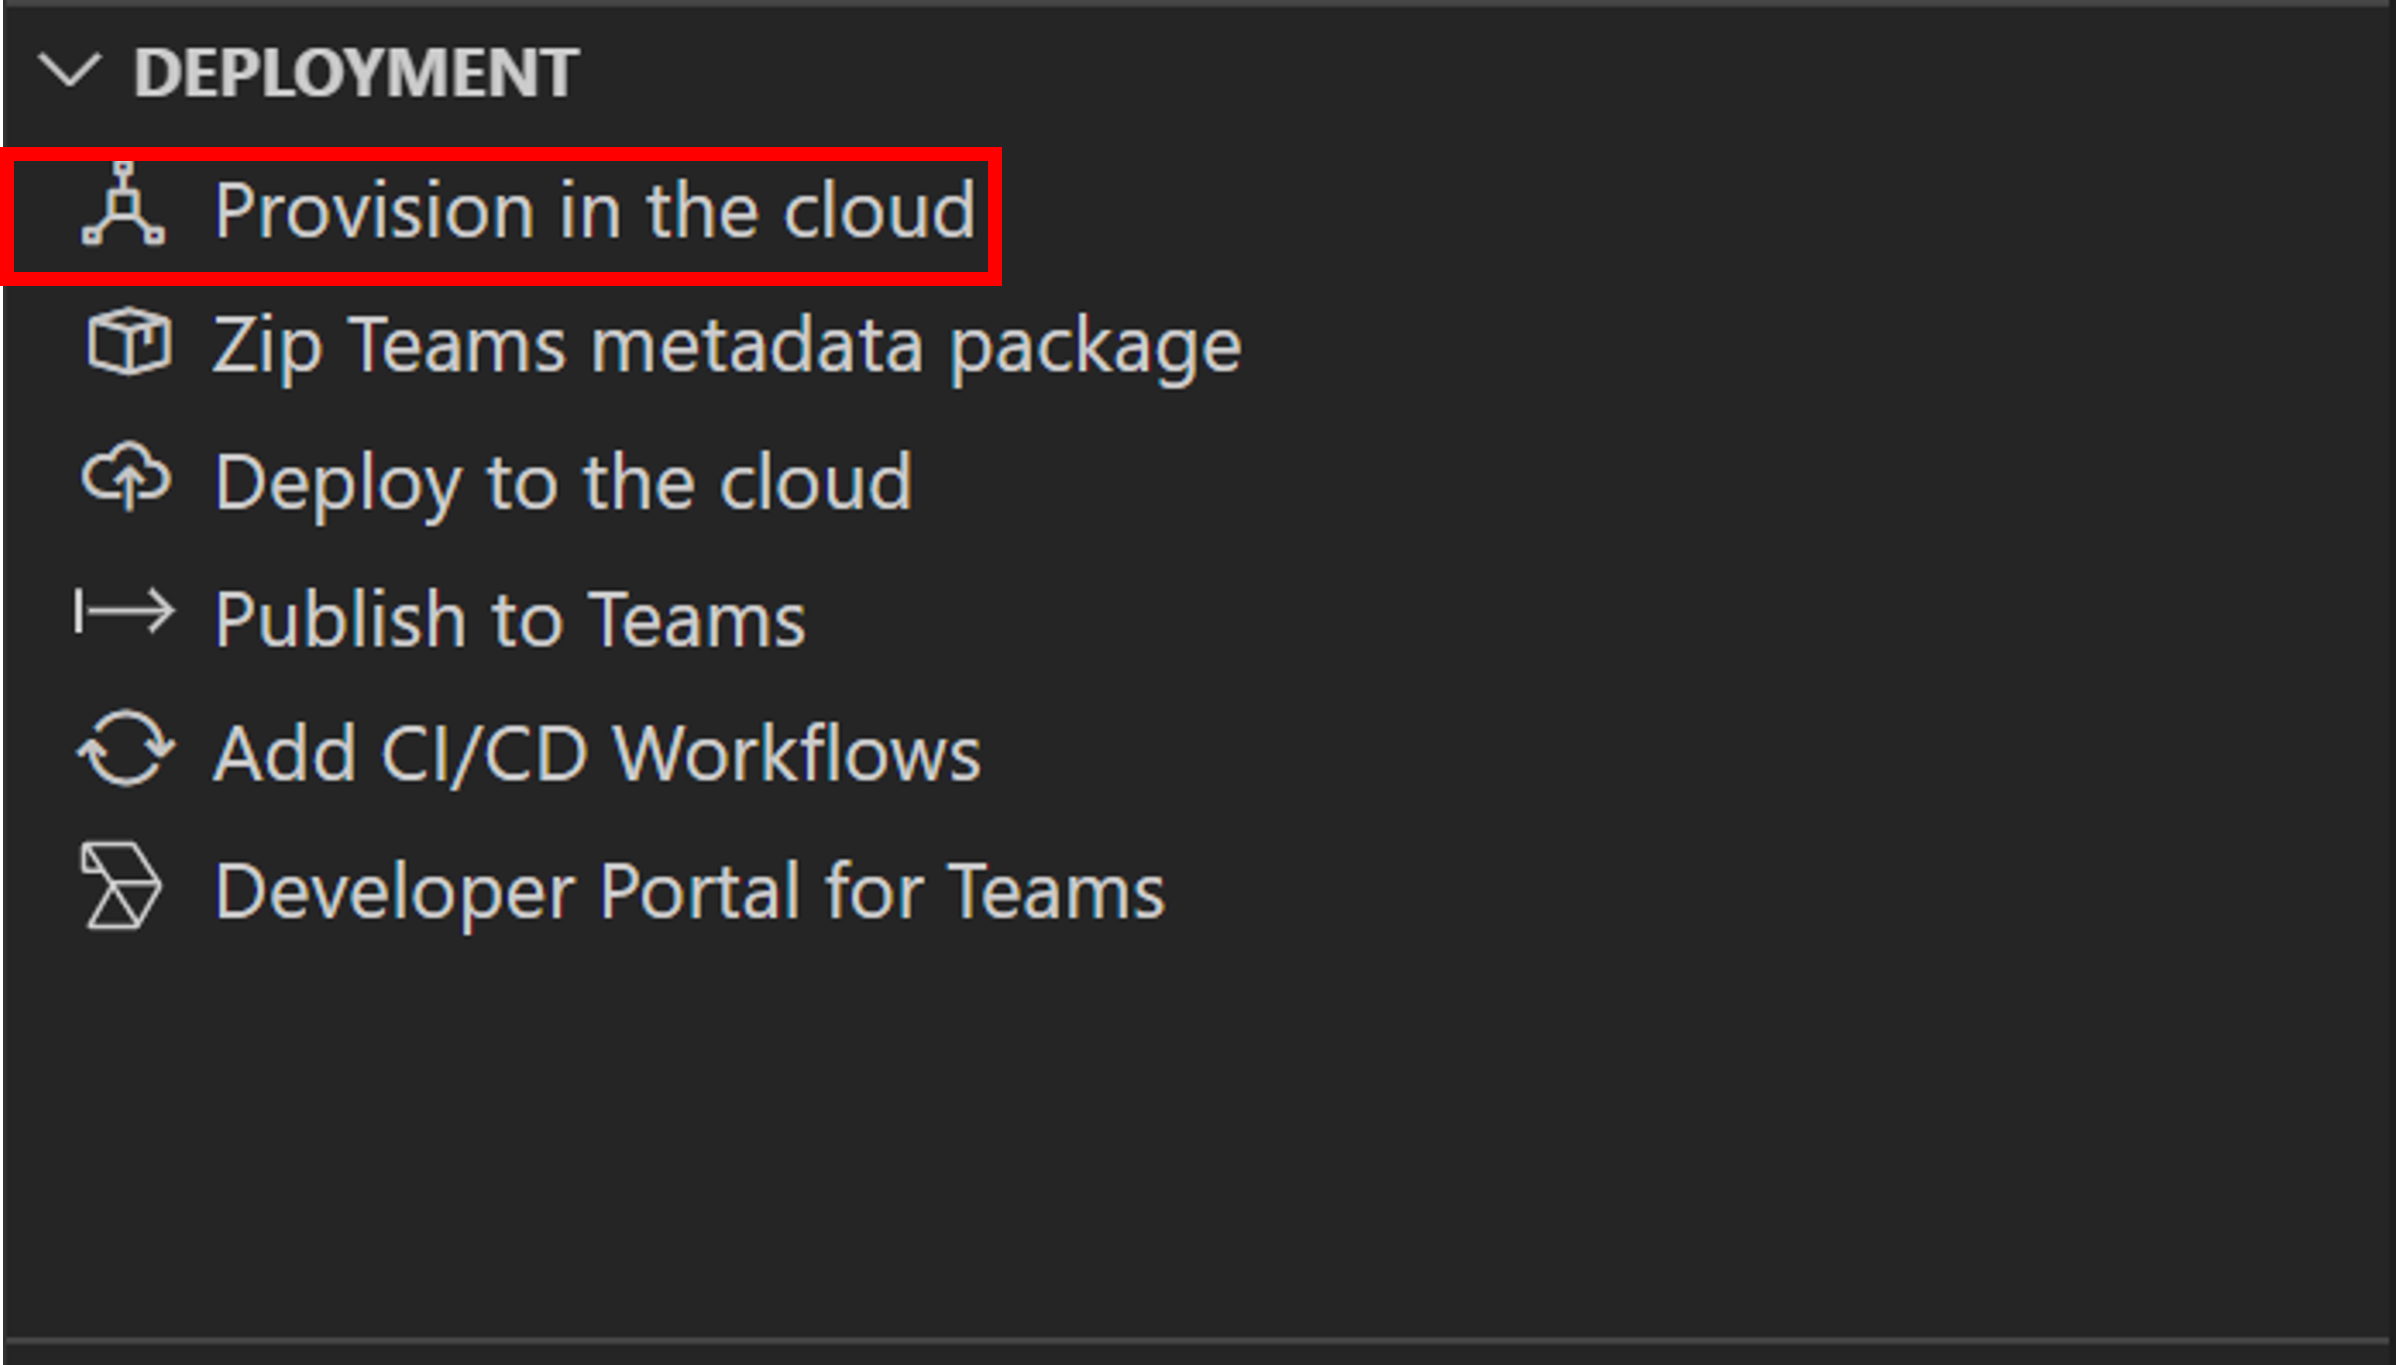 DEPLOYMENT
Provision in the cloud
Zip Teams metadata package
Deploy to the cloud
Publish to Teams
Add CI/CD Workflows
Developer Portal for Teams